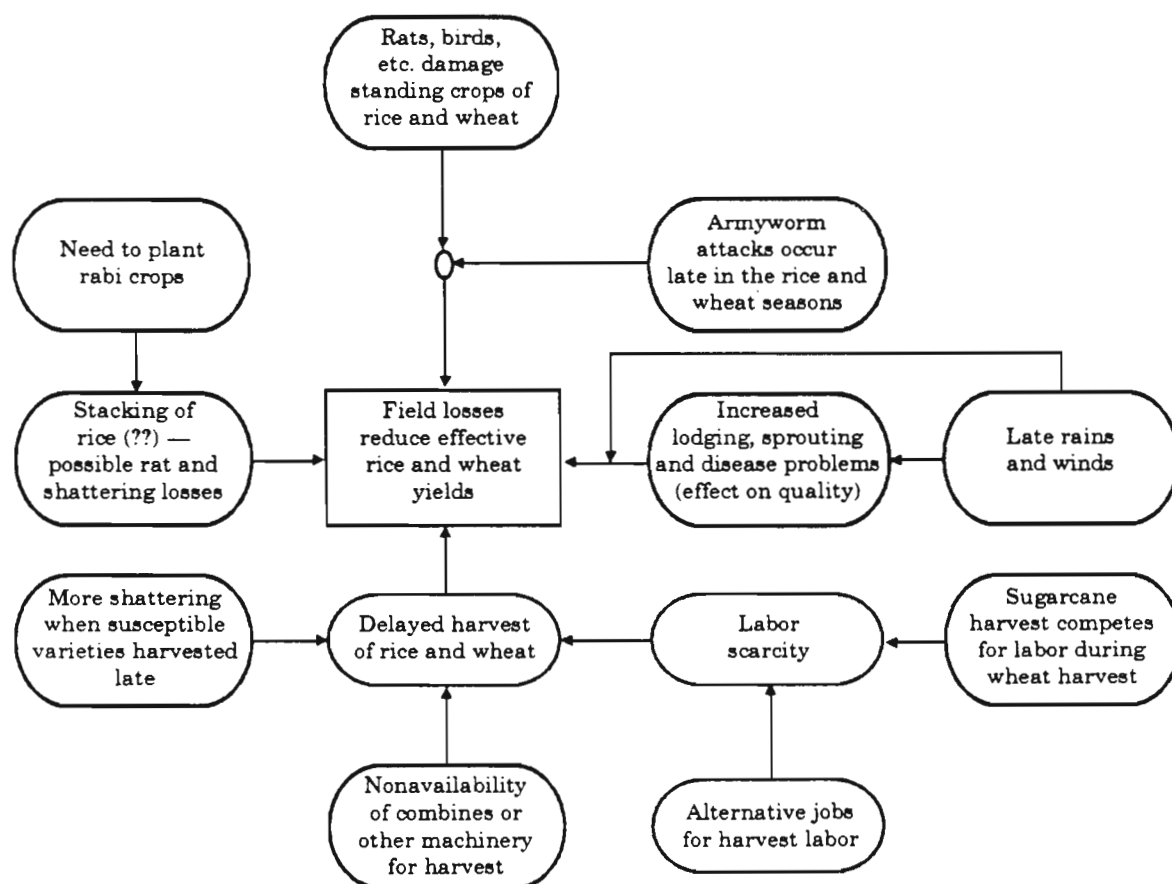 Rats, birds,
etc. damage
standing crops of
rice and wheat
Need to plant
rabi crops
Armyworm
attacks occur
late in the rice and
wheat seasons
Stacking of
rice (??) —
possible rat and
shattering losses
Field losses
reduce effective
rice and wheat
yields
Increased
lodging, sprouting
and disease problems
(effect on quality)
Late rains
and winds
More shattering
when susceptible
varieties harvested
late
Delayed harvest
of rice and wheat
Labor
scarcity
Sugarcane
harvest competes
for labor during
wheat harvest
Nonavailability
of combines or
other machinery
for harvest
Alternative jobs
for harvest labor